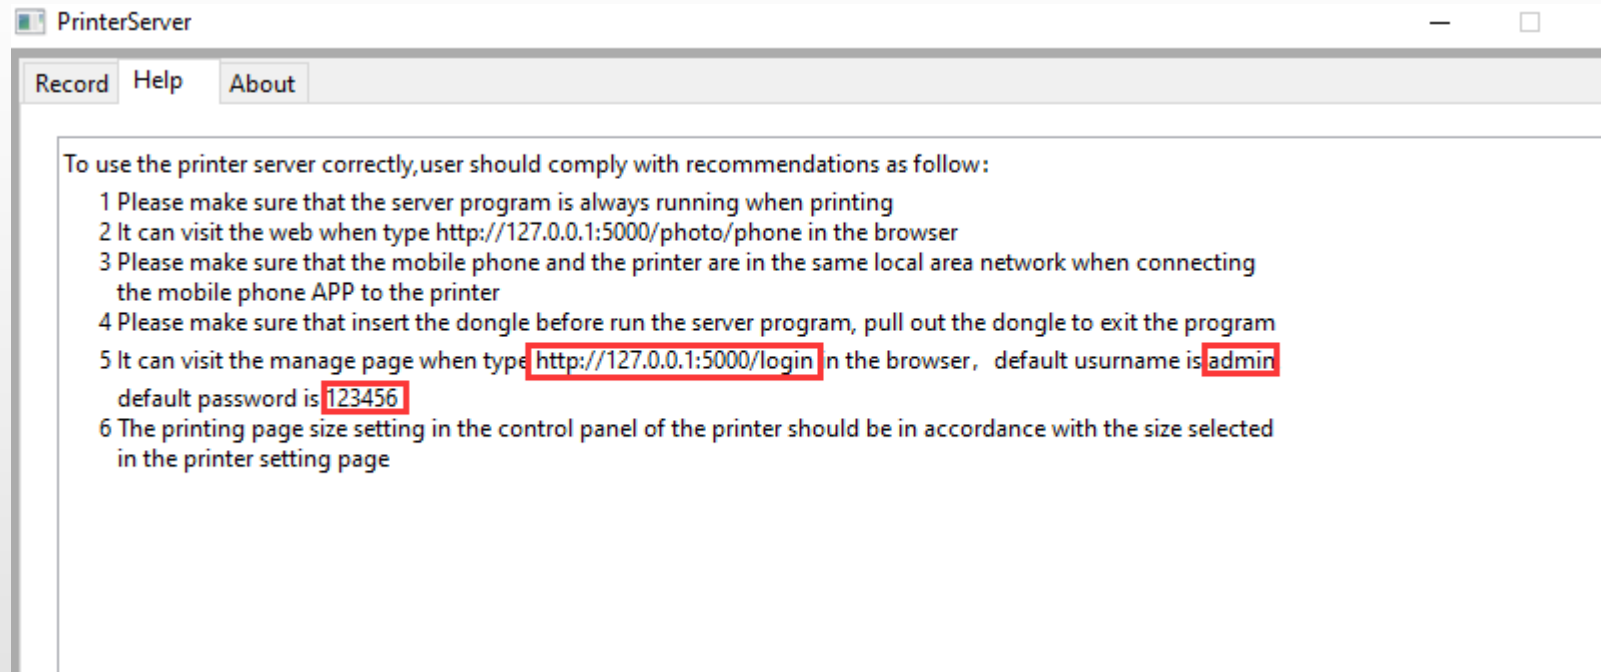 PrinterServer
Record Help About
To use the printer server correctly,user should comply with recommendations as follow：
1 Please make sure that the server program is always running when printing
2 It can visit the web when type http://127.0.0.1:5000/photo/phone in the browser
3 Please make sure that the mobile phone and the printer are in the same local area network when connecting
the mobile phone APP to the printer
4 Please make sure that insert the dongle before run the server program, pull out the dongle to exit the program
5 It can visit the manage page when type http://127.0.0.1:5000/login in the browser， default usurname is admin
default password is 123456
6 The printing page size setting in the control panel of the printer should be in accordance with the size selected
in the printer setting page